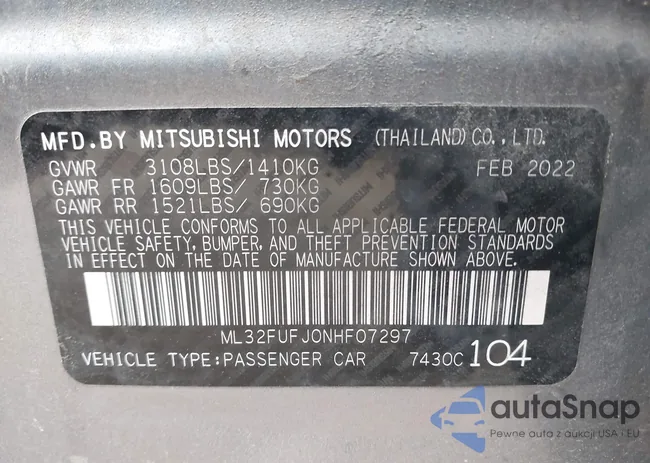 MFD.BY MITSUBISHI MOTORS (THAILAND) CO., LTD.
GVWR 3108LBS/1410KG FEB 2022
GAWR FR 1609LBS/ 730KG
GAWR RR 1521LBS/ 690KG
THIS VEHICLE CONFORMS TO ALL APPLICABLE FEDERAL MOTOR
VEHICLE SAFETY, BUMPER, AND THEFT PREVENTION STANDARDS
IN EFFECT ON THE DATE OF MANUFACTURE SHOWN ABOVE.
ML32FUFJ0NHF07297
VEHICLE TYPE:PASSENGER CAR 7430C 104
autaSnap
Pewne auta z aukcji USA i EU